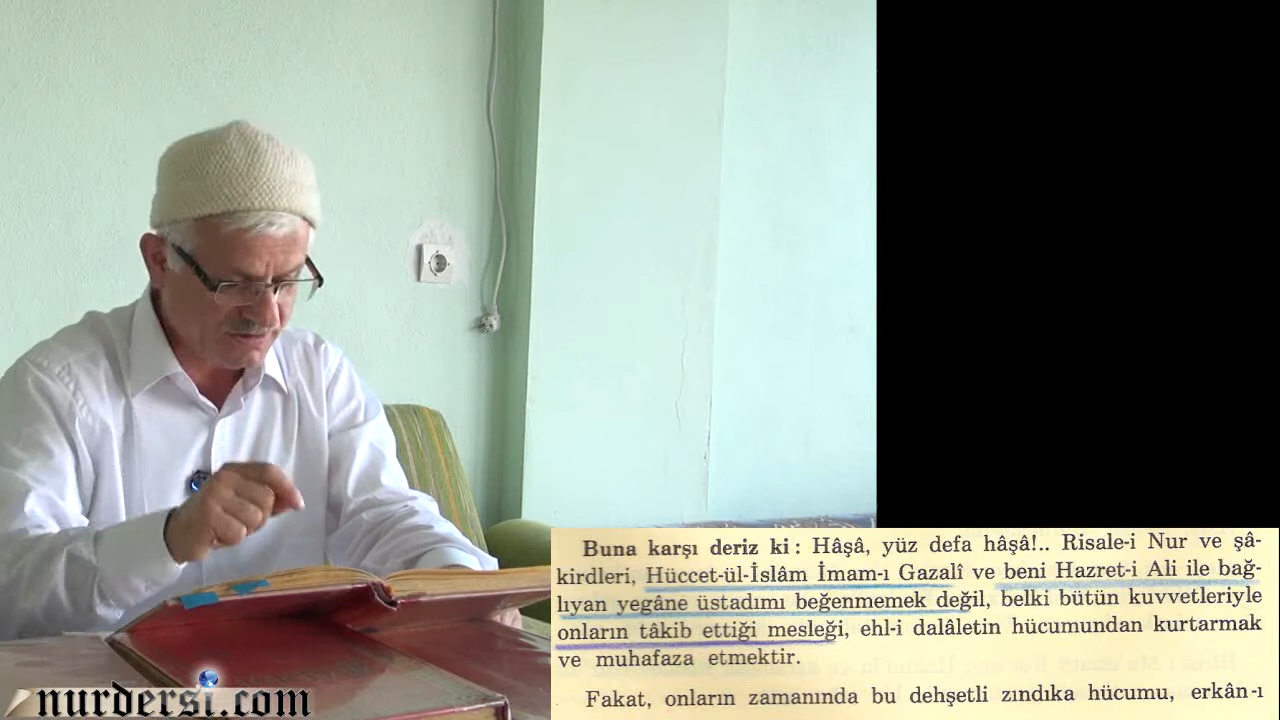 Buna karşı deriz ki : Hâşâ, yüz defa hâşâ!.. Risale-i Nur ve şâ-
kirdleri, Hüccet-ül-İslâm İmam-ı Gazalî ve beni Hazret-i Ali ile bağ-
lıyan yegâne üstadımı beğenmemek değil, belki bütün kuvvetleriyle
onların tâkib ettiği mesleği, ehl-i dalâletin hücumundan kurtarmak
ve muhafaza etmektir.
Fakat, onların zamanında bu dehşetli zındıka hücumu, erkân-ı
nurdersi.com